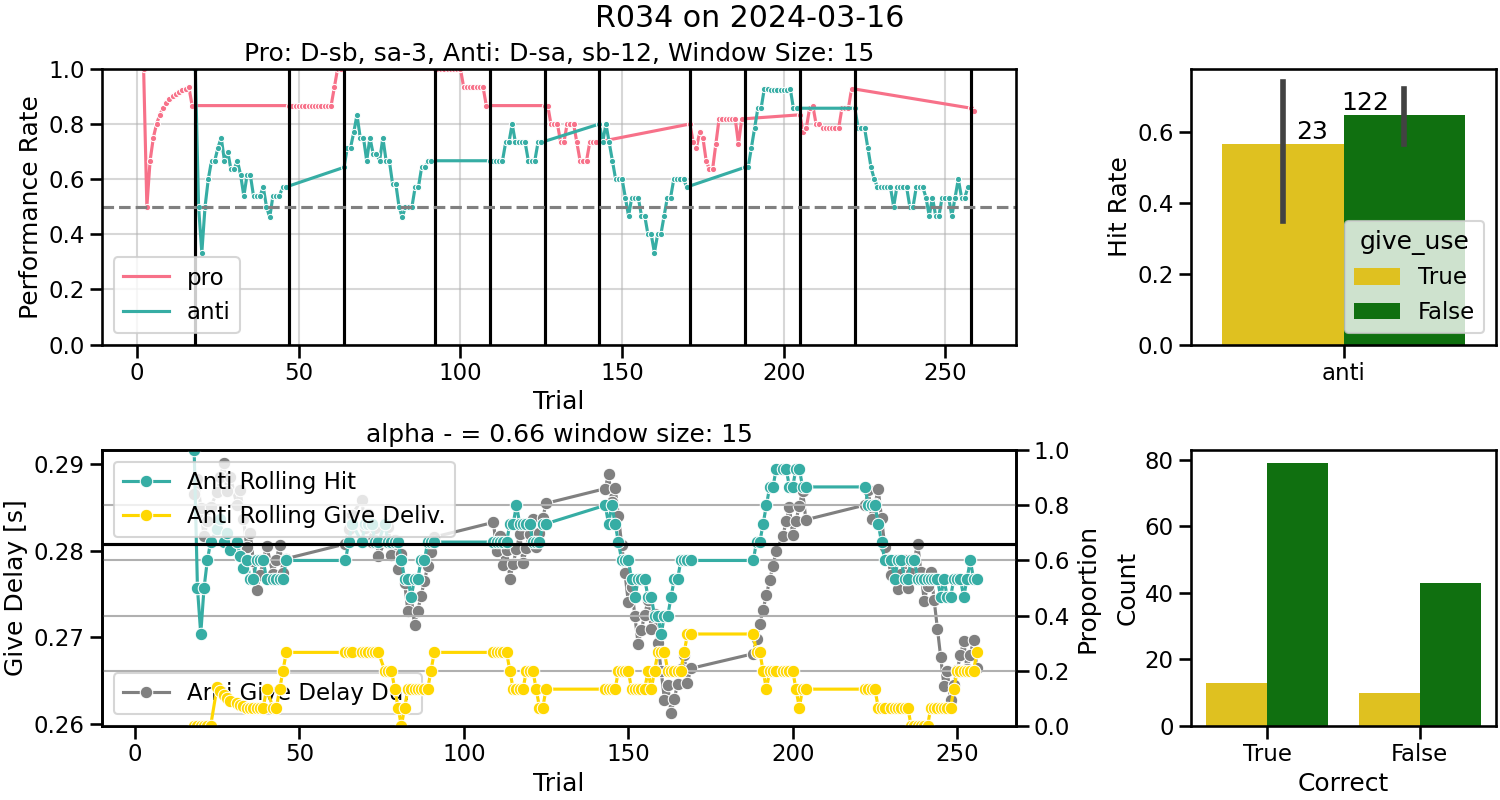 R034 on 2024-03-16
Pro: D-sb, sa-3, Anti: D-sa, sb-12, Window Size: 15
Performance Rate
1.0
0.8
0.6
0.4
0.2
0.0
pro
anti
0
50
100
150
200
250
Trial
Hit Rate
0.6
0.4
0.2
0.0
23
122
give_use
True
False
anti
alpha - = 0.66 window size: 15
Give Delay [s]
0.29
0.28
0.27
0.26
Anti Rolling Hit
Anti Rolling Give Deliv.
Anti Give Delay Du
1.0
0.8
0.6
0.4
0.2
0.0
Proportion
0
50
100
150
200
250
Trial
Count
80
60
40
20
0
True
False
Correct